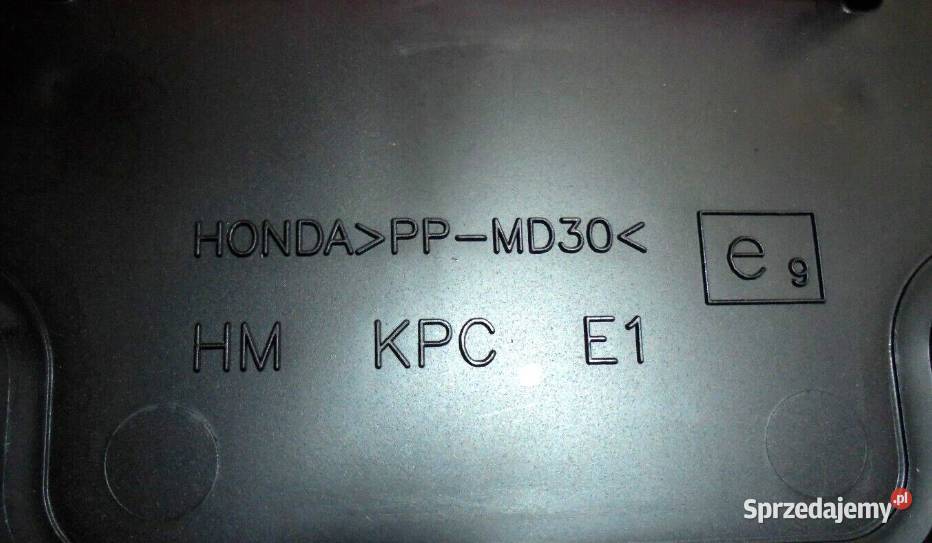 HONDA>PP-MD30<
e9
HM KPC E1
Sprzedajemy.pl